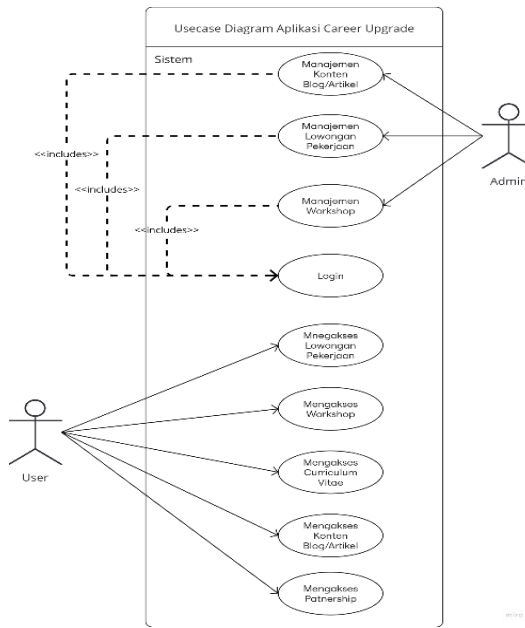 Usecase Diagram Aplikasi Career Upgrade
Sistem
Manajemen
Konten
Blog/Artikel
Manajemen
Lowongan
Pekerjaan
Admin
<<includes>>
<<includes>>
Manajemen
Workshop
<<includes>>
Login
Mnegakses
Lowongan
Pekerjaan
Mengakses
Workshop
User
Mengakses
Curriculum
Vitae
Mengakses
Konten
Blog/Artikel
Mengakses
Patnership
miro